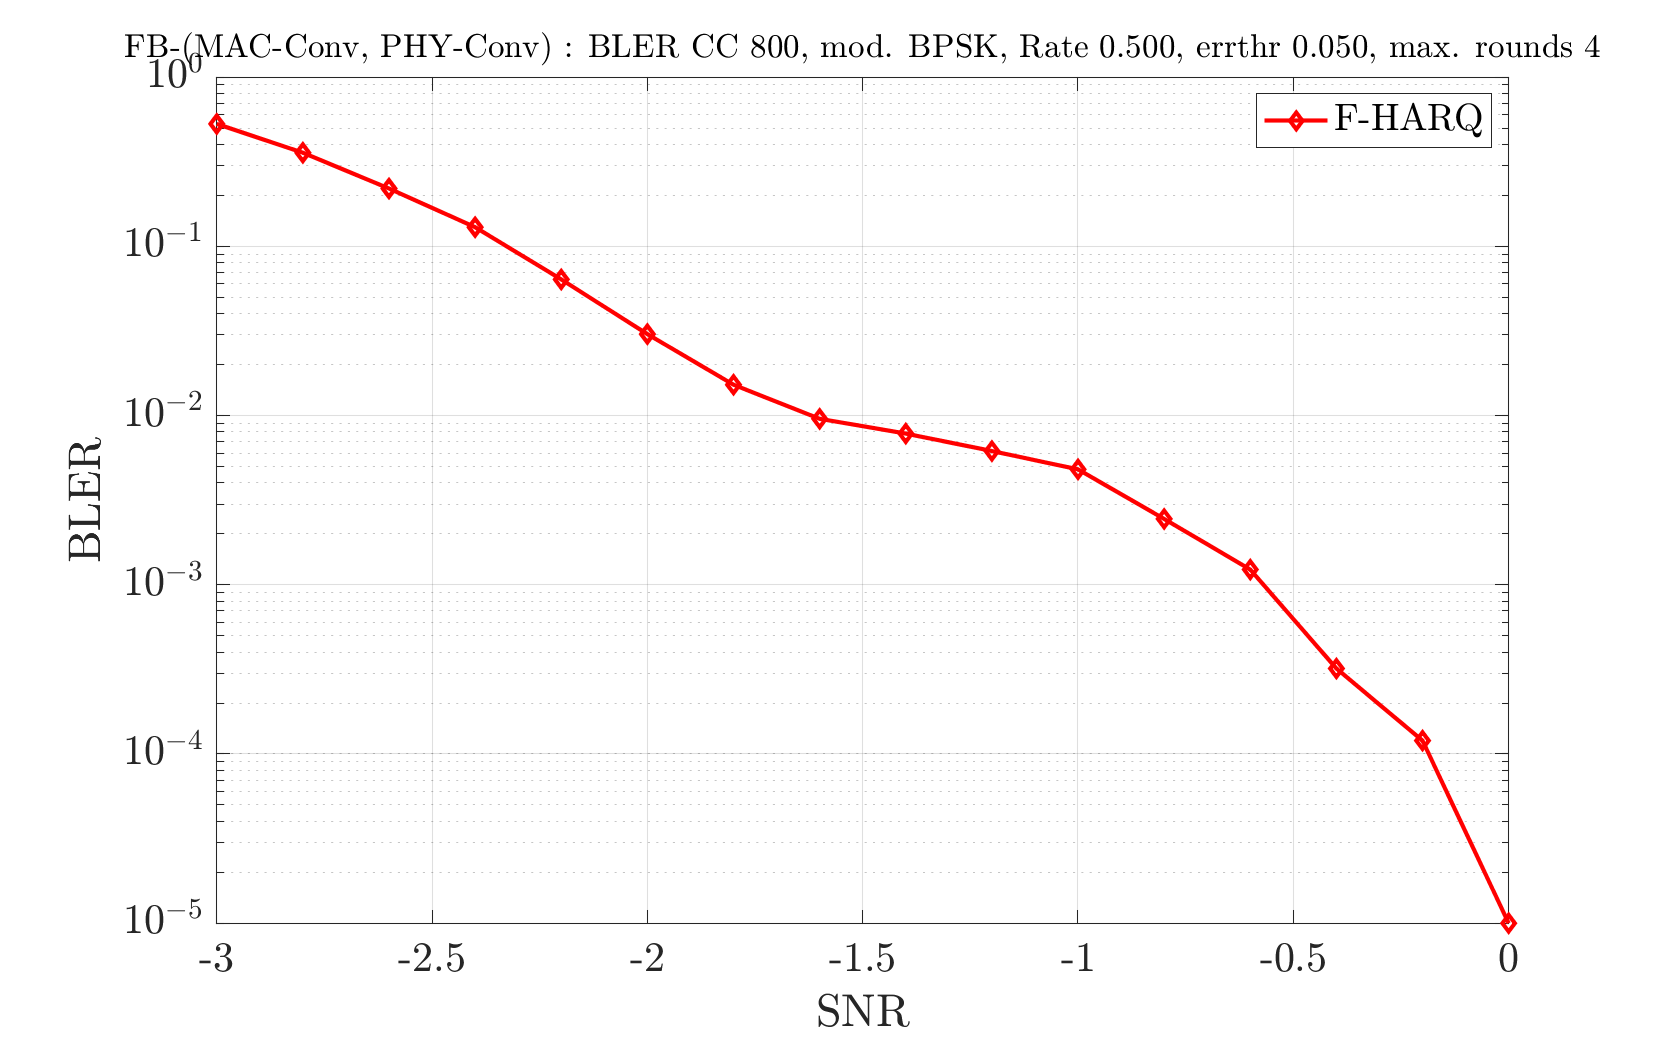 FB-(MAC-Conv, PHY-Conv) : BLER CC 800, mod. BPSK, Rate 0.500, errthr 0.050, max. rounds 4
10⁰
F-HARQ
10⁻¹
10⁻²
BLER
10⁻³
10⁻⁴
10⁻⁵
-3 -2.5 -2 -1.5 -1 -0.5 0
SNR